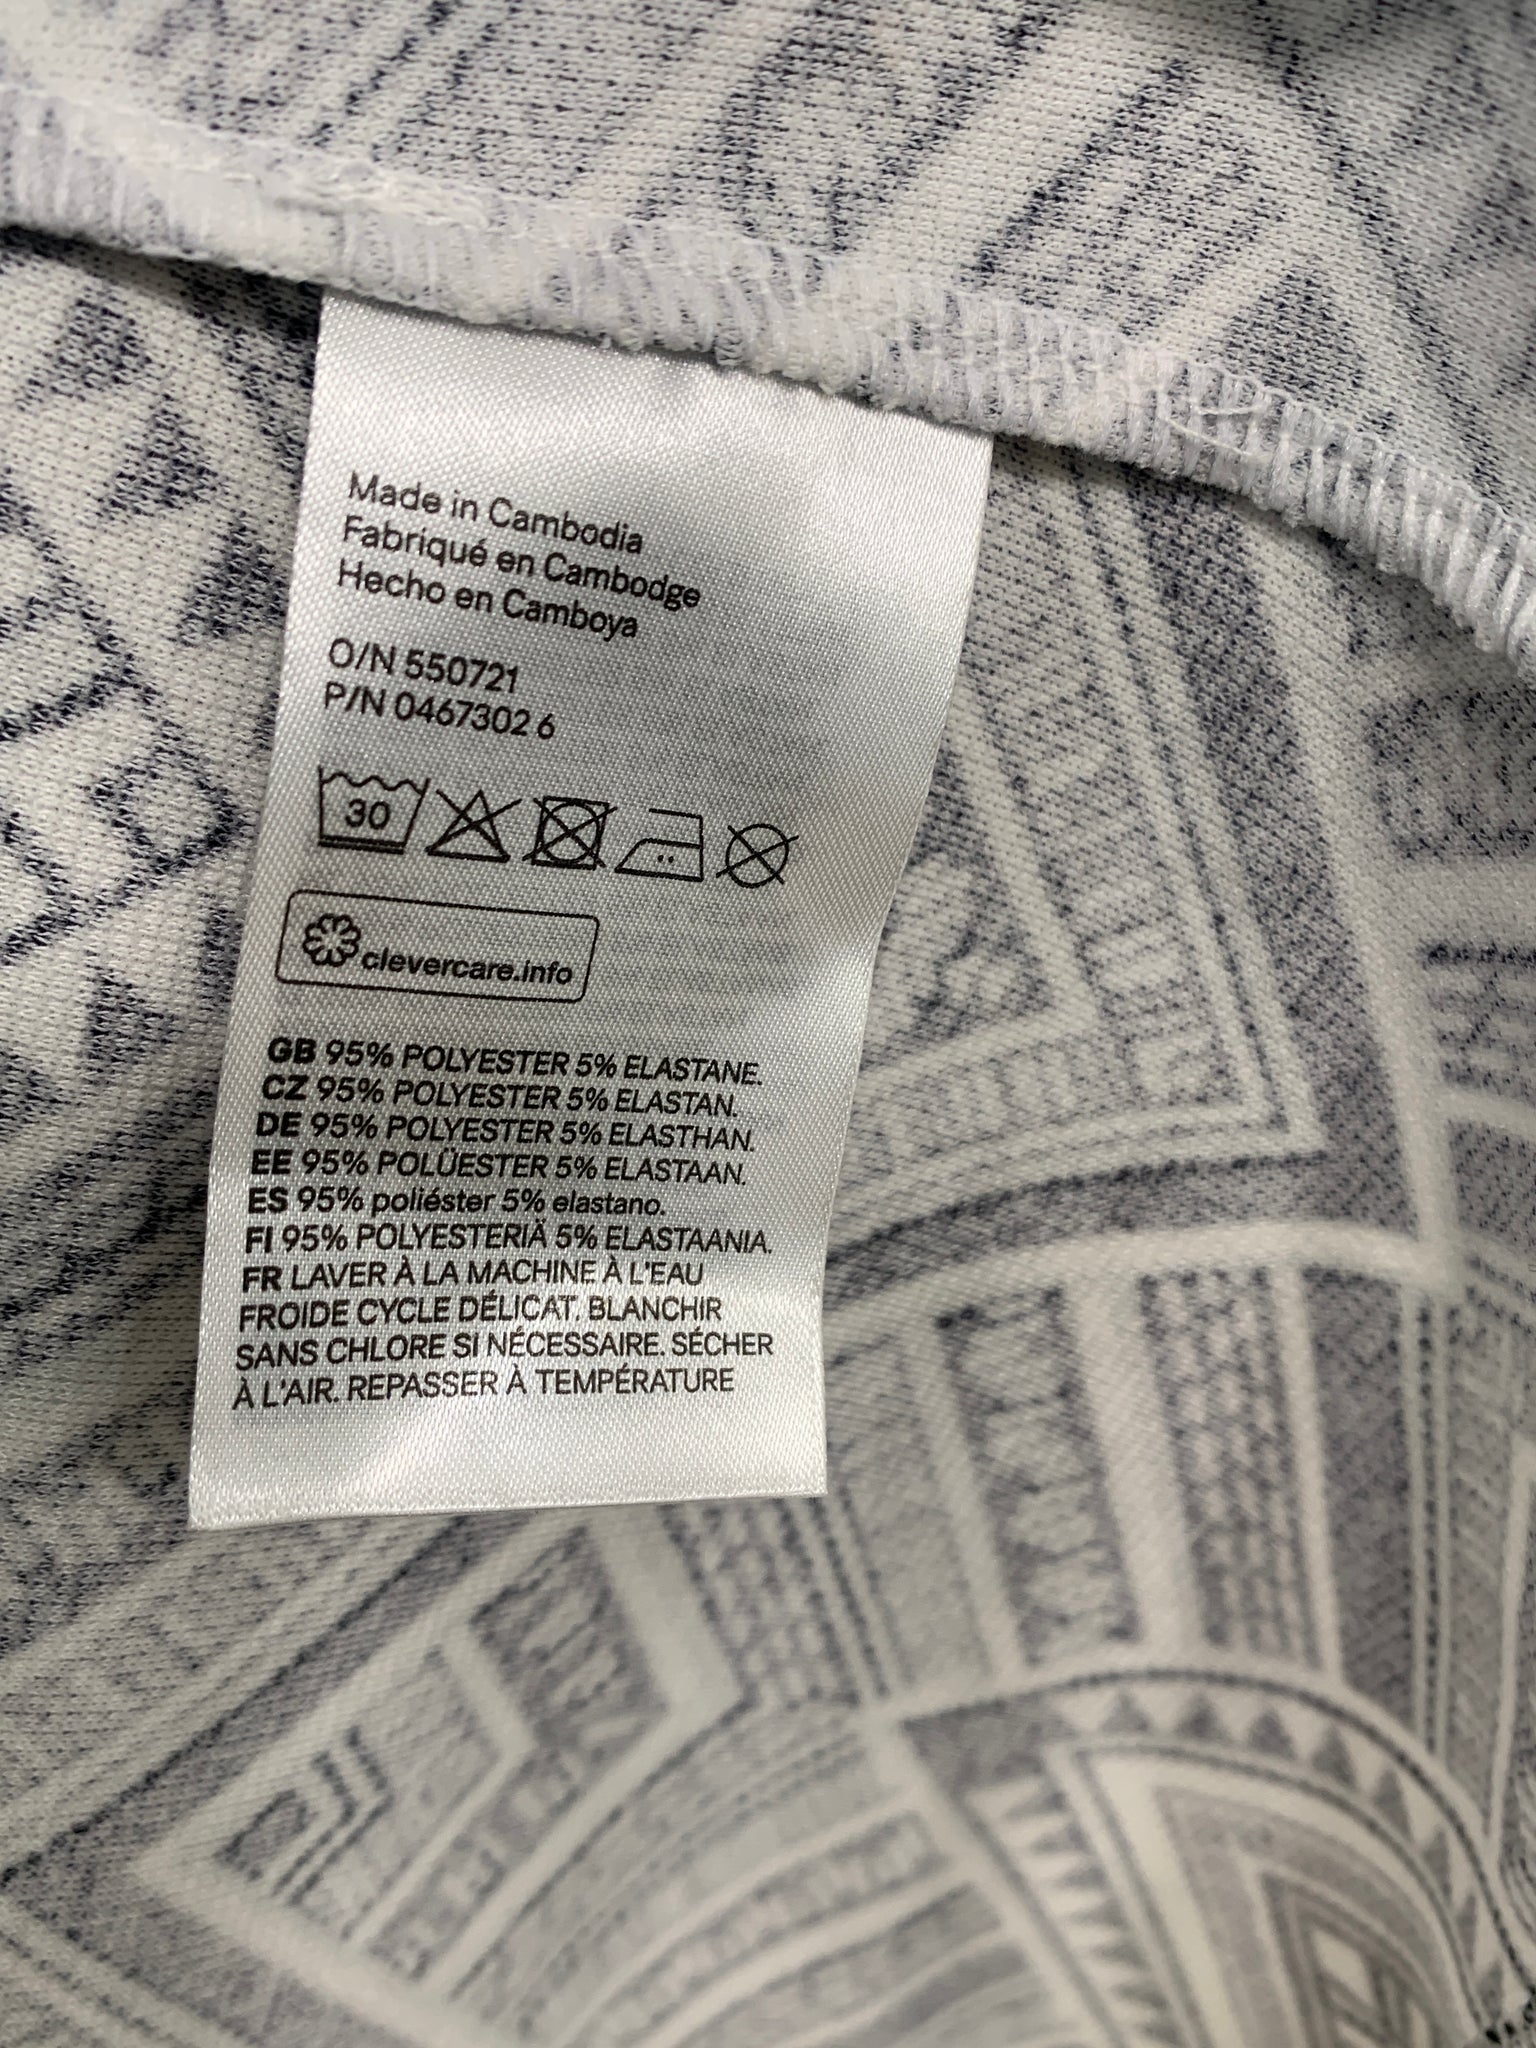 Made in Cambodia
Fabriqué en Cambodge
Hecho en Camboya
O/N 550721
P/N 0467302 6
30
clevercare.info
GB 95% POLYESTER 5% ELASTANE.
CZ 95% POLYESTER 5% ELASTAN.
DE 95% POLYESTER 5% ELASTHAN.
EE 95% POLÜESTER 5% ELASTAAN.
ES 95% poliéster 5% elastano.
FI 95% POLYESTERIÄ 5% ELASTAANIA.
FR LAVER À LA MACHINE À L'EAU
FROIDE CYCLE DÉLICAT. BLANCHIR
SANS CHLORE SI NÉCESSAIRE. SÉCHER
À L'AIR. REPASSER À TEMPÉRATURE